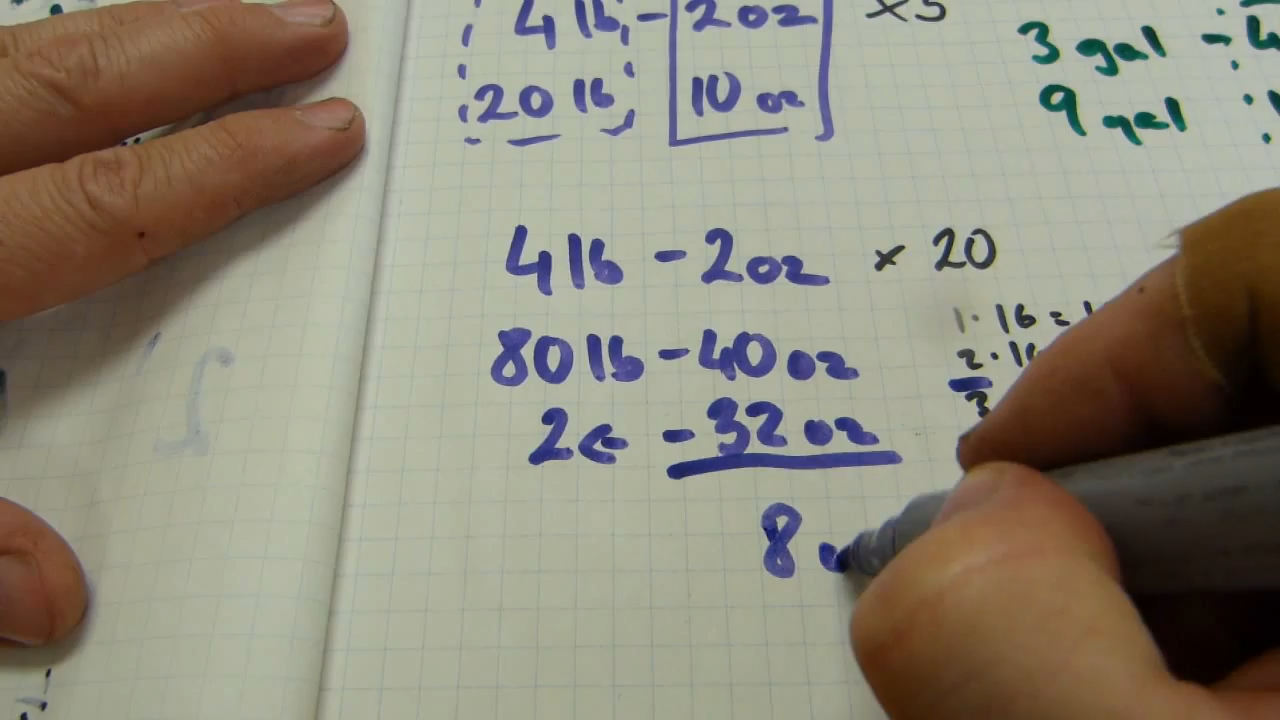 4 lb - 2 oz ×5
20 lb 10 oz
3 gal -
9 gal
4 lb - 2 oz × 20
80 lb - 40 oz
2 ← - 32 oz
8
1 · 16 =
2 · 16
3